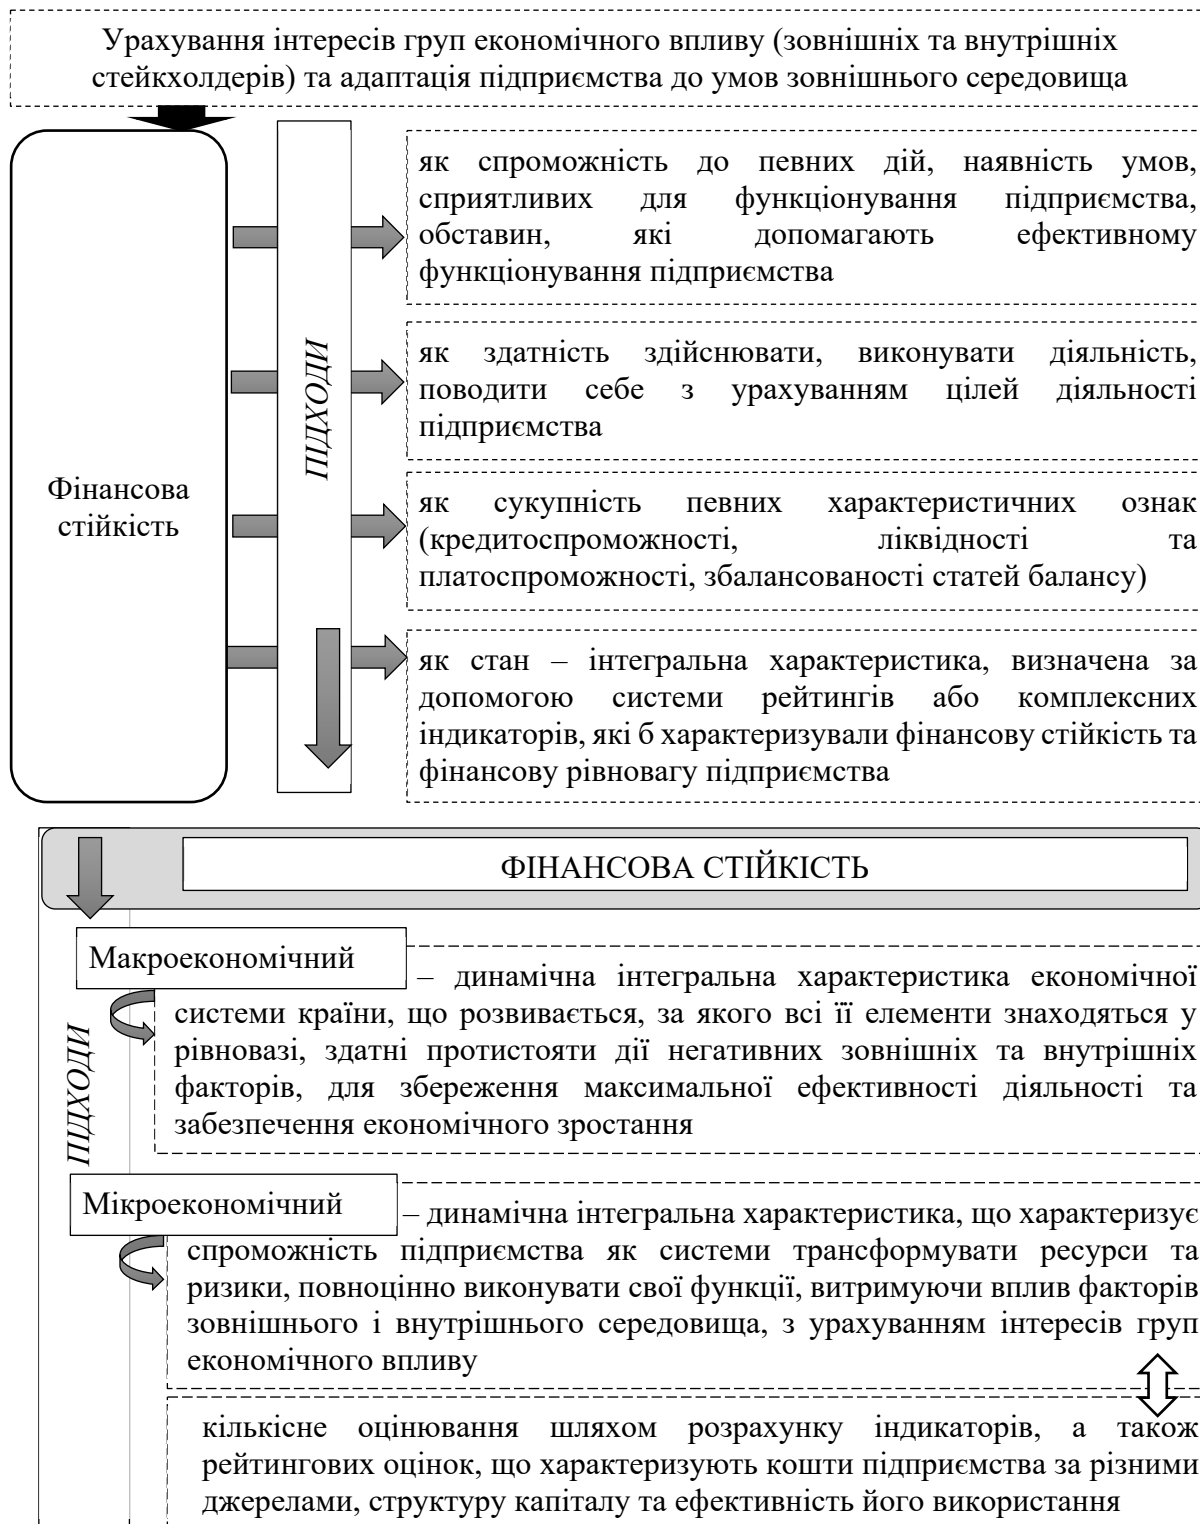 Урахування інтересів груп економічного впливу (зовнішніх та внутрішніх
стейкхолдерів) та адаптація підприємства до умов зовнішнього середовища
Фінансова
стійкість
ПІДХОДИ
як спроможність до певних дій, наявність умов,
сприятливих для функціонування підприємства,
обставин, які допомагають ефективному
функціонування підприємства
як здатність здійснювати, виконувати діяльність,
поводити себе з урахуванням цілей діяльності
підприємства
як сукупність певних характеристичних ознак
(кредитоспроможності, ліквідності та
платоспроможності, збалансованості статей балансу)
як стан – інтегральна характеристика, визначена за
допомогою системи рейтингів або комплексних
індикаторів, які б характеризували фінансову стійкість та
фінансову рівновагу підприємства
ФІНАНСОВА СТІЙКІСТЬ
ПІДХОДИ
Макроекономічний
– динамічна інтегральна характеристика економічної
системи країни, що розвивається, за якого всі її елементи знаходяться у
рівновазі, здатні протистояти дії негативних зовнішніх та внутрішніх
факторів, для збереження максимальної ефективності діяльності та
забезпечення економічного зростання
Мікроекономічний
– динамічна інтегральна характеристика, що характеризує
спроможність підприємства як системи трансформувати ресурси та
ризики, повноцінно виконувати свої функції, витримуючи вплив факторів
зовнішнього і внутрішнього середовища, з урахуванням інтересів груп
економічного впливу
кількісне оцінювання шляхом розрахунку індикаторів, а також
рейтингових оцінок, що характеризують кошти підприємства за різними
джерелами, структуру капіталу та ефективність його використання